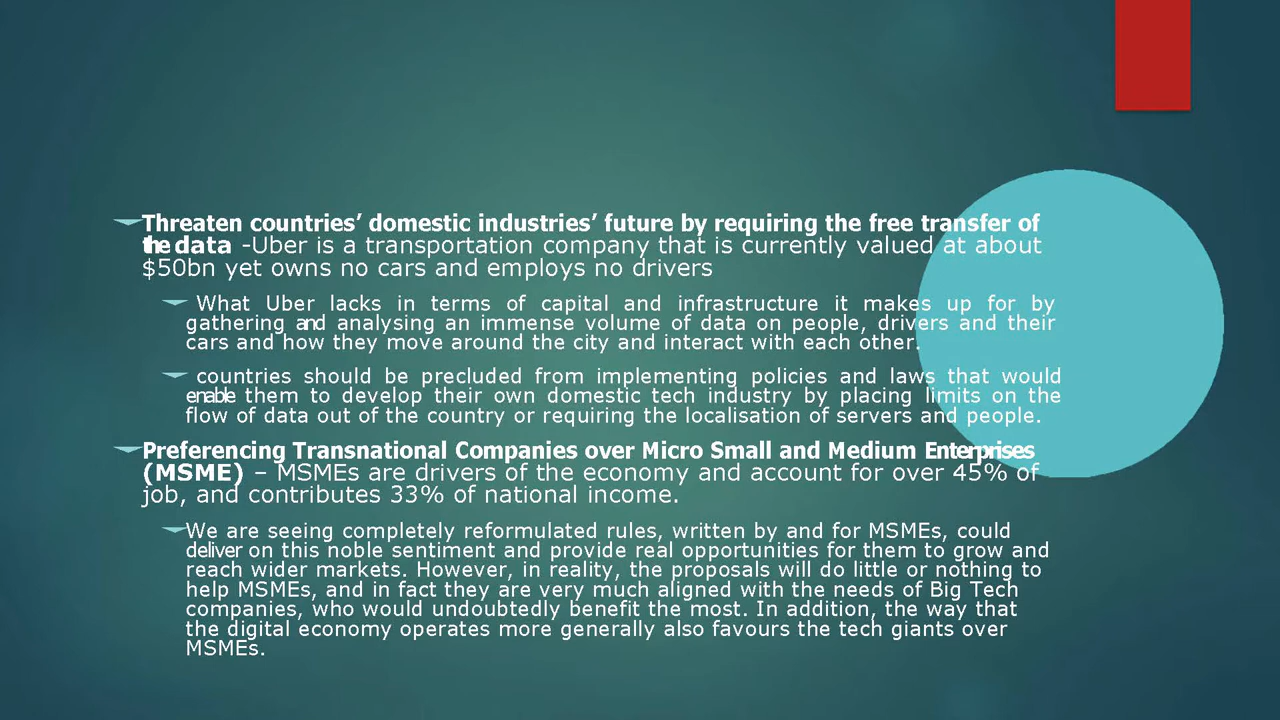 Threaten countries’ domestic industries’ future by requiring the free transfer of
the data -Uber is a transportation company that is currently valued at about
$50bn yet owns no cars and employs no drivers
What Uber lacks in terms of capital and infrastructure it makes up for by
gathering and analysing an immense volume of data on people, drivers and their
cars and how they move around the city and interact with each other.
countries should be precluded from implementing policies and laws that would
enable them to develop their own domestic tech industry by placing limits on the
flow of data out of the country or requiring the localisation of servers and people.
Preferencing Transnational Companies over Micro Small and Medium Enterprises
(MSME) – MSMEs are drivers of the economy and account for over 45% of
job, and contributes 33% of national income.
We are seeing completely reformulated rules, written by and for MSMEs, could
deliver on this noble sentiment and provide real opportunities for them to grow and
reach wider markets. However, in reality, the proposals will do little or nothing to
help MSMEs, and in fact they are very much aligned with the needs of Big Tech
companies, who would undoubtedly benefit the most. In addition, the way that
the digital economy operates more generally also favours the tech giants over
MSMEs.